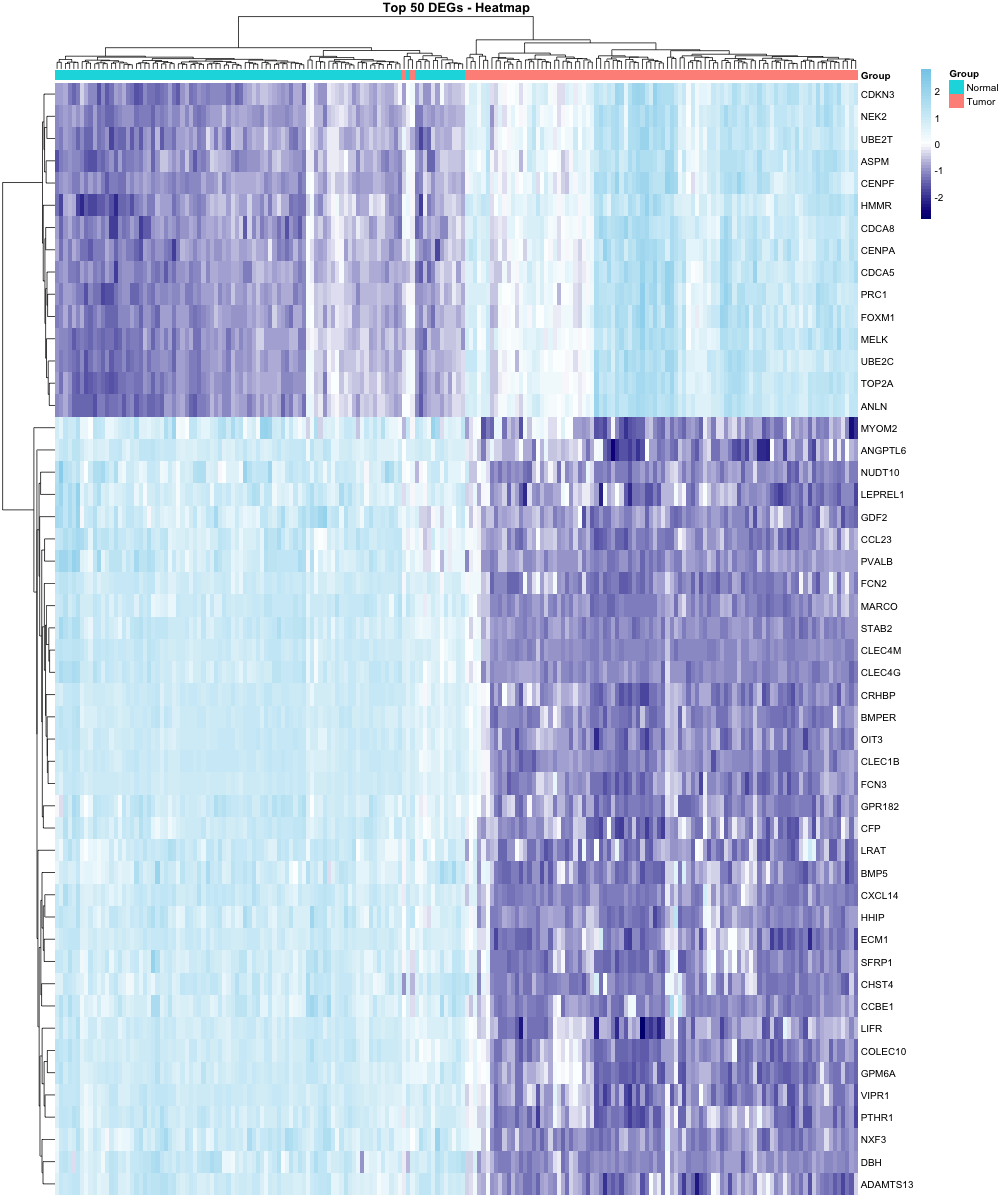 Top 50 DEGs - Heatmap
Group
CDKN3
NEK2
UBE2T
ASPM
CENPF
HMMR
CDCA8
CENPA
CDCA5
PRC1
FOXM1
MELK
UBE2C
TOP2A
ANLN
MYOM2
ANGPTL6
NUDT10
LEPREL1
GDF2
CCL23
PVALB
FCN2
MARCO
STAB2
CLEC4M
CLEC4G
CRHBP
BMPER
OIT3
CLEC1B
FCN3
GPR182
CFP
LRAT
BMP5
CXCL14
HHIP
ECM1
SFRP1
CHST4
CCBE1
LIFR
COLEC10
GPM6A
VIPR1
PTHR1
NXF3
DBH
ADAMTS13
2
1
0
-1
-2
Group
Normal
Tumor